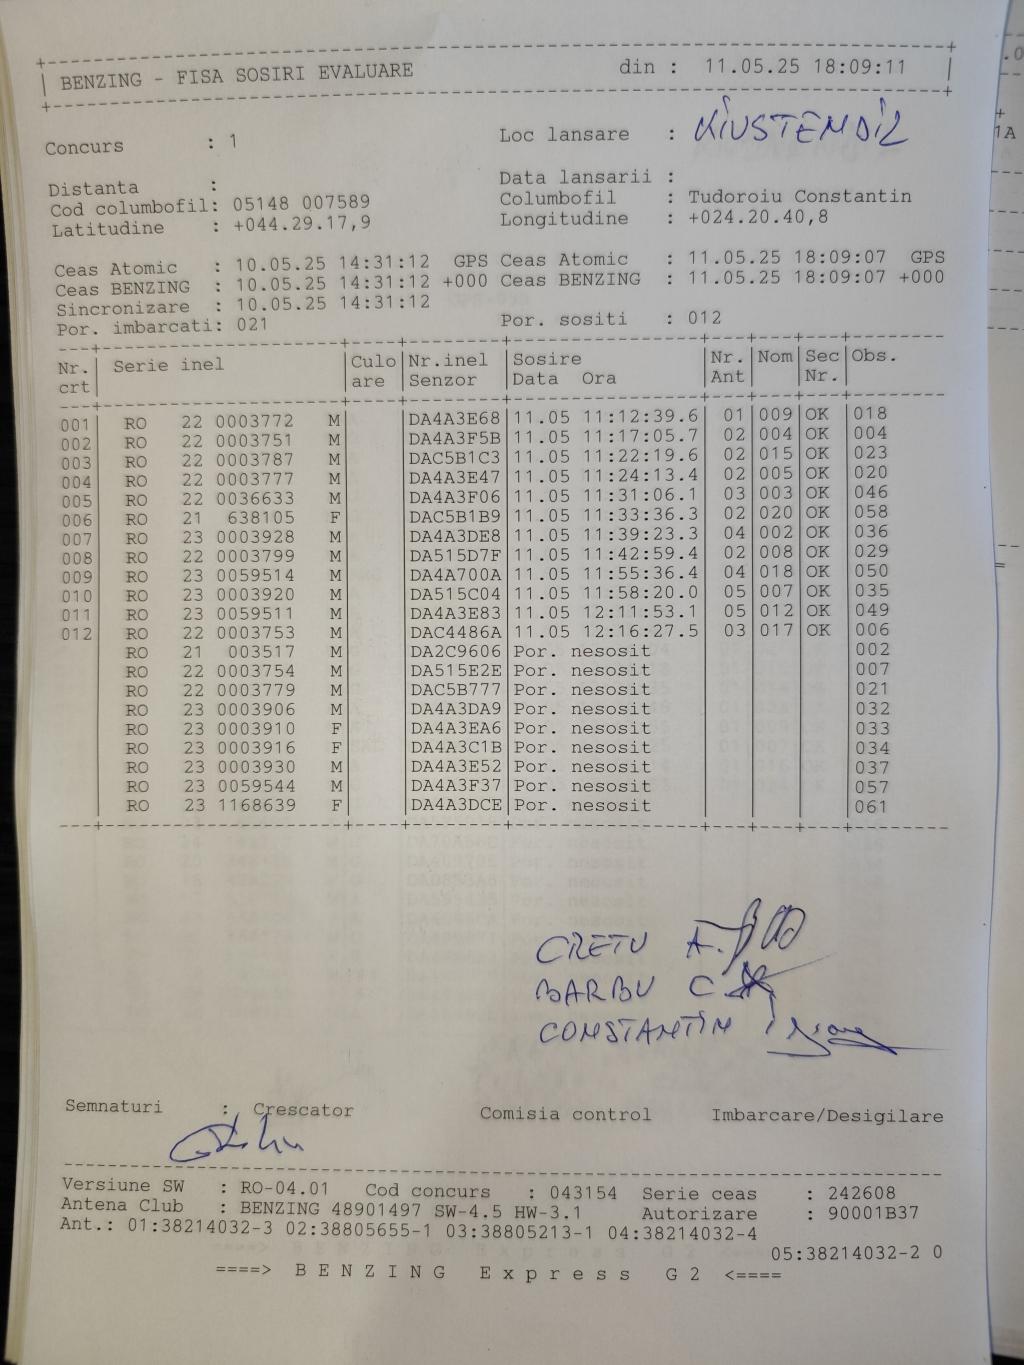 BENZING - FISA SOSIRI EVALUARE din : 11.05.25 18:09:11
Concurs : 1 Loc lansare : KIUSTENDIL
Distanta : Data lansarii :
Cod columbofil: 05148 007589 Columbofil : Tudoroiu Constantin
Latitudine : +044.29.17,9 Longitudine : +024.20.40,8
Ceas Atomic : 10.05.25 14:31:12 GPS Ceas Atomic : 11.05.25 18:09:07 GPS
Ceas BENZING : 10.05.25 14:31:12 +000 Ceas BENZING : 11.05.25 18:09:07 +000
Sincronizare : 10.05.25 14:31:12
Por. imbarcati: 021 Por. sositi : 012
Nr. Serie inel Culo Nr.inel Sosire Nr. Nom Sec Obs.
crt are Senzor Data Ora Ant Nr.
001 RO 22 0003772 M DA4A3E68 11.05 11:12:39.6 01 009 OK 018
002 RO 22 0003751 M DA4A3F5B 11.05 11:17:05.7 02 004 OK 004
003 RO 22 0003787 M DAC5B1C3 11.05 11:22:19.6 02 015 OK 023
004 RO 22 0003777 M DA4A3E47 11.05 11:24:13.4 02 005 OK 020
005 RO 22 0036633 M DA4A3F06 11.05 11:31:06.1 03 003 OK 046
006 RO 21 638105 F DAC5B1B9 11.05 11:33:36.3 02 020 OK 058
007 RO 23 0003928 M DA4A3DE8 11.05 11:39:23.3 04 002 OK 036
008 RO 22 0003799 M DA515D7F 11.05 11:42:59.4 02 008 OK 029
009 RO 23 0059514 M DA4A700A 11.05 11:55:36.4 04 018 OK 050
010 RO 23 0003920 M DA515C04 11.05 11:58:20.0 05 007 OK 035
011 RO 23 0059511 M DA4A3E83 11.05 12:11:53.1 05 012 OK 049
012 RO 22 0003753 M DAC4486A 11.05 12:16:27.5 03 017 OK 006
RO 21 003517 M DA2C9606 Por. nesosit 002
RO 22 0003754 M DA515E2E Por. nesosit 007
RO 22 0003779 M DAC5B777 Por. nesosit 021
RO 23 0003906 M DA4A3DA9 Por. nesosit 032
RO 23 0003910 F DA4A3EA6 Por. nesosit 033
RO 23 0003916 F DA4A3C1B Por. nesosit 034
RO 23 0003930 M DA4A3E52 Por. nesosit 037
RO 23 0059544 M DA4A3F37 Por. nesosit 057
RO 23 1168639 F DA4A3DCE Por. nesosit 061
CRETU A.
BARBU C
CONSTANTIN I
Semnaturi : Crescator Comisia control Imbarcare/Desigilare
Versiune SW : RO-04.01 Cod concurs : 043154 Serie ceas : 242608
Antena Club : BENZING 48901497 SW-4.5 HW-3.1 Autorizare : 90001B37
Ant.: 01:38214032-3 02:38805655-1 03:38805213-1 04:38214032-4
05:38214032-2 0
====> B E N Z I N G E x p r e s s G 2 <====